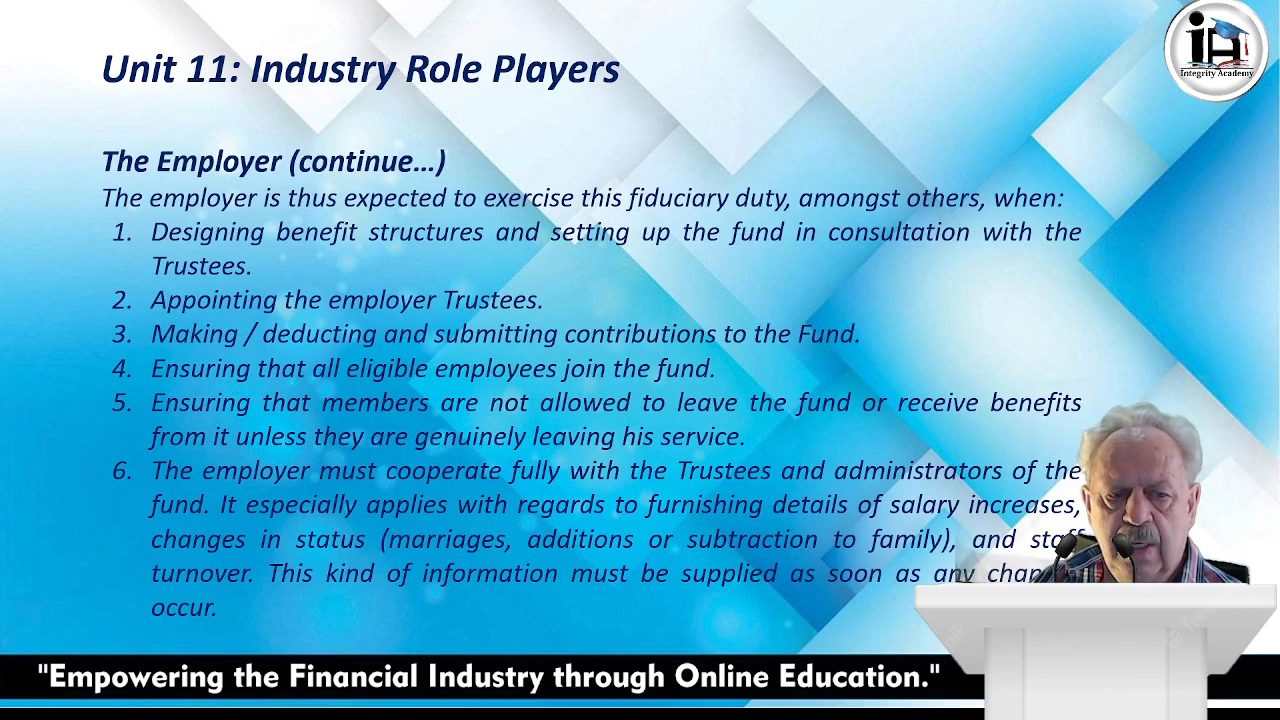 Unit 11: Industry Role Players
iA
Integrity Academy
The Employer (continue...)
The employer is thus expected to exercise this fiduciary duty, amongst others, when:
1. Designing benefit structures and setting up the fund in consultation with the
Trustees.
2. Appointing the employer Trustees.
3. Making / deducting and submitting contributions to the Fund.
4. Ensuring that all eligible employees join the fund.
5. Ensuring that members are not allowed to leave the fund or receive benefits
from it unless they are genuinely leaving his service.
6. The employer must cooperate fully with the Trustees and administrators of the
fund. It especially applies with regards to furnishing details of salary increases,
changes in status (marriages, additions or subtraction to family), and
turnover. This kind of information must be supplied as soon as any
occur.
"Empowering the Financial Industry through Online Education."